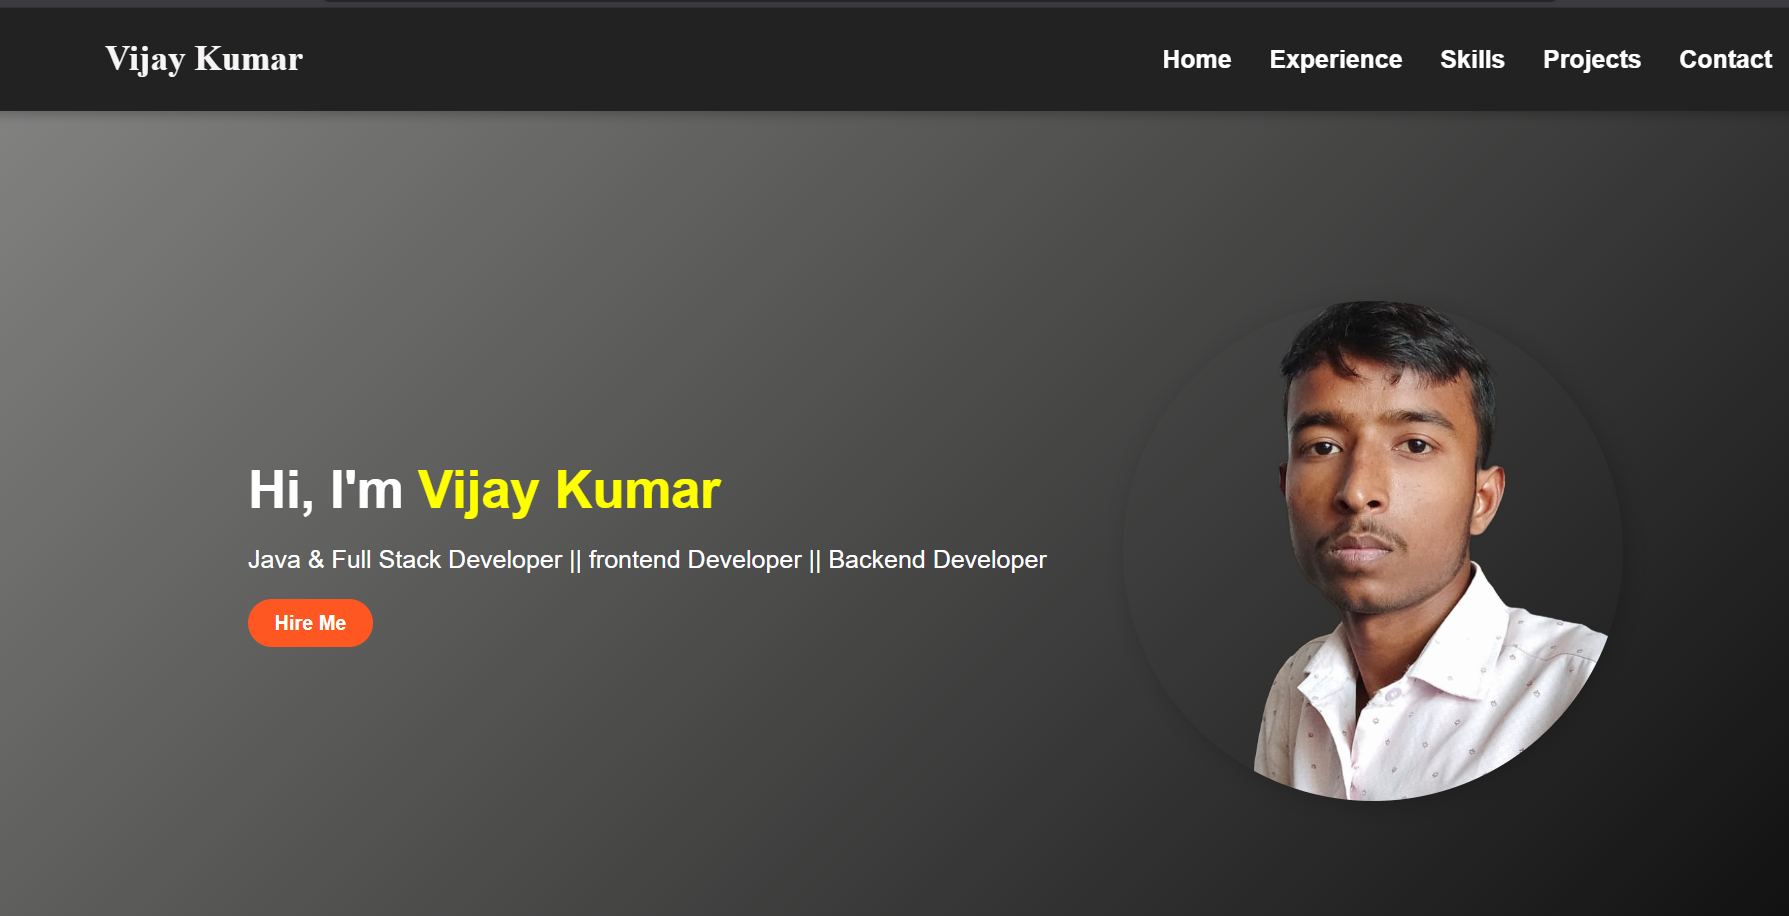 Vijay Kumar
Home Experience Skills Projects Contact
Hi, I'm Vijay Kumar
Java & Full Stack Developer || frontend Developer || Backend Developer
Hire Me